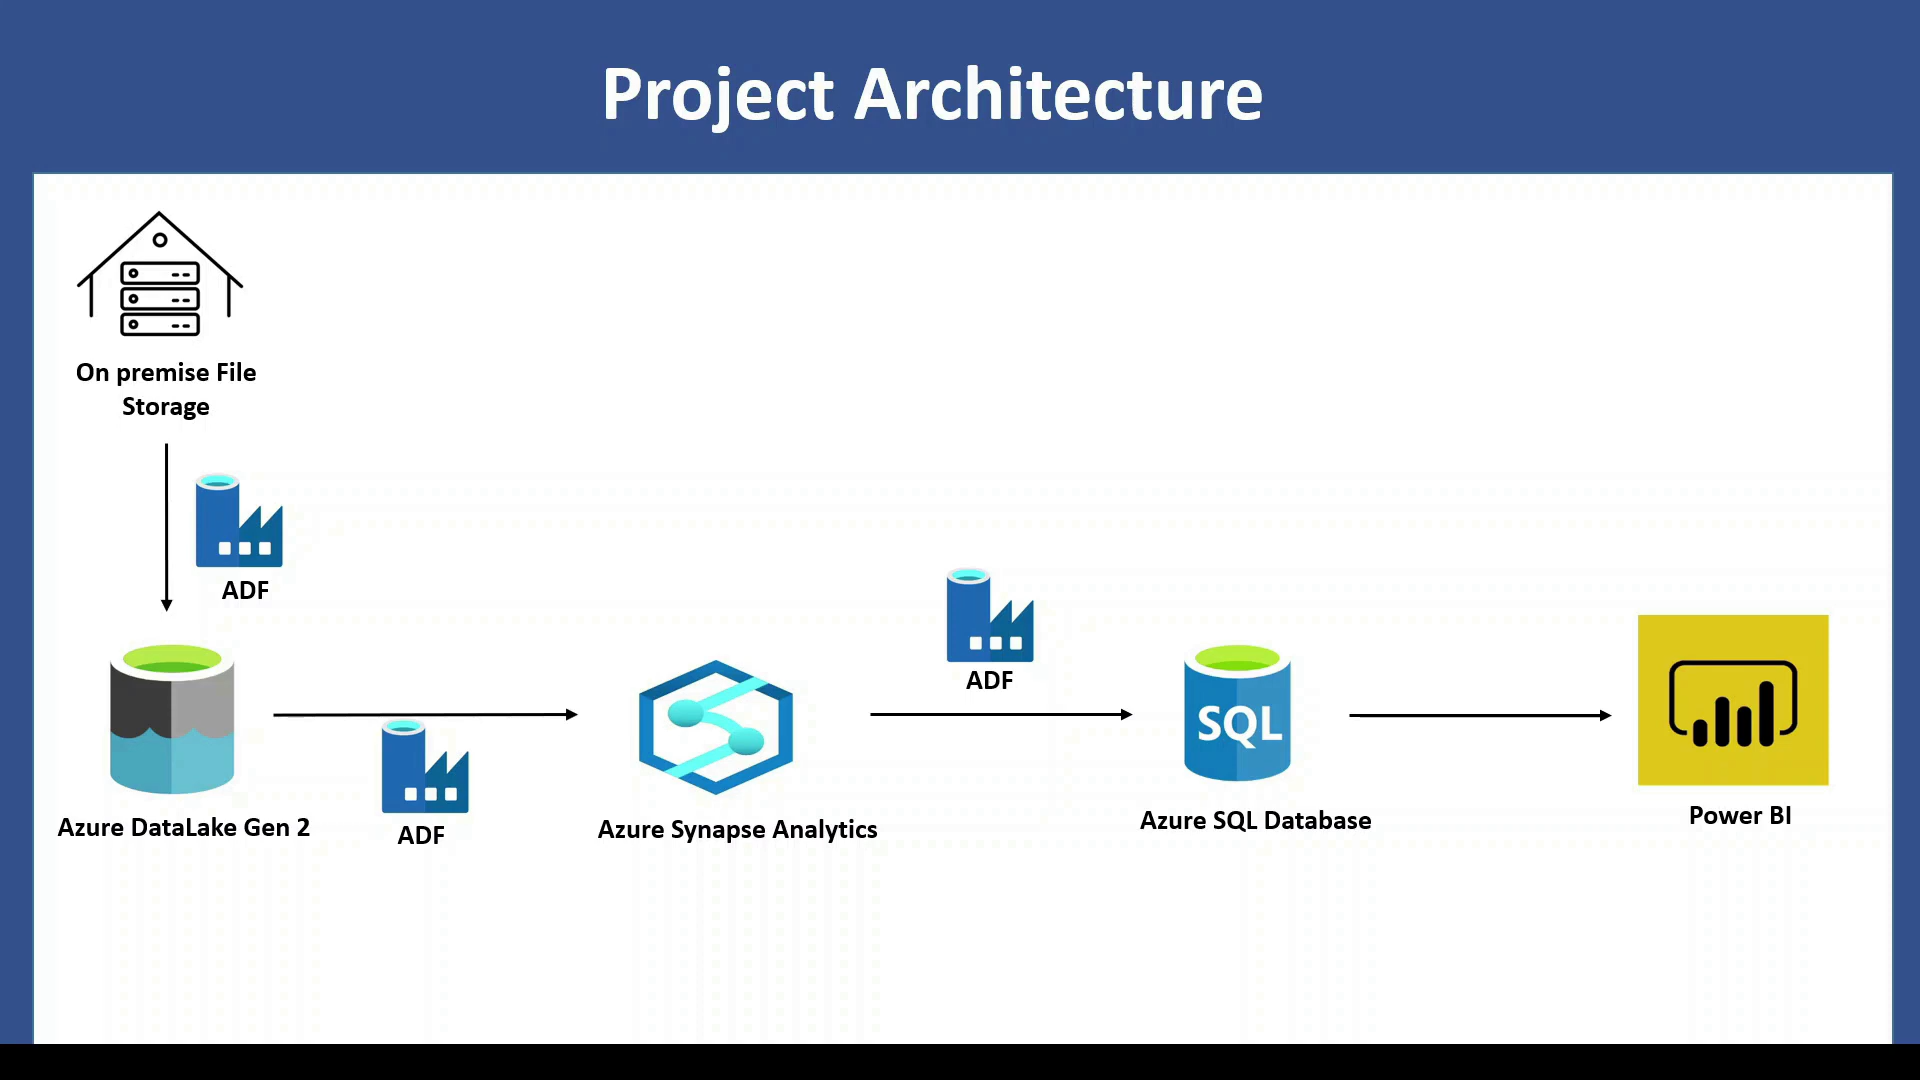 Project Architecture
On premise File
Storage
ADF
ADF
ADF
SQL
Azure DataLake Gen 2
Azure Synapse Analytics
Azure SQL Database
Power BI